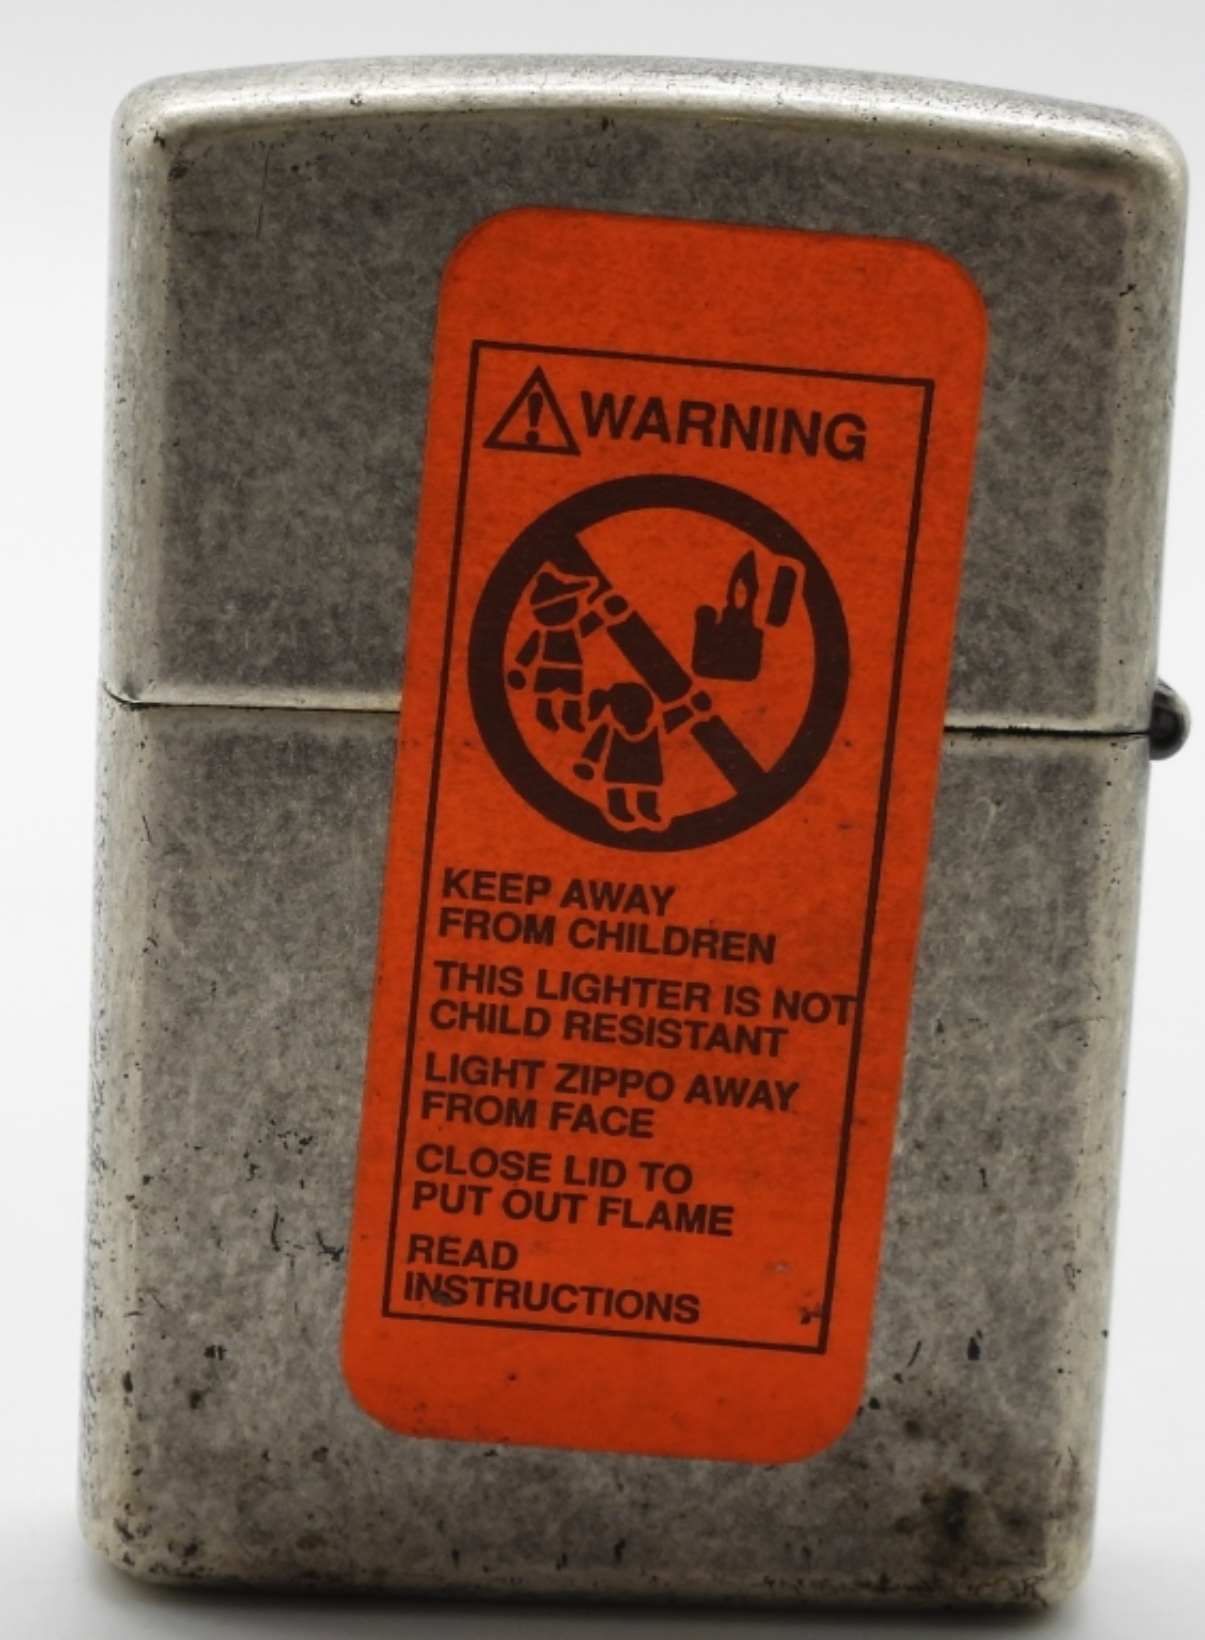 WARNING
KEEP AWAY
FROM CHILDREN
THIS LIGHTER IS NOT
CHILD RESISTANT
LIGHT ZIPPO AWAY
FROM FACE
CLOSE LID TO
PUT OUT FLAME
READ
INSTRUCTIONS